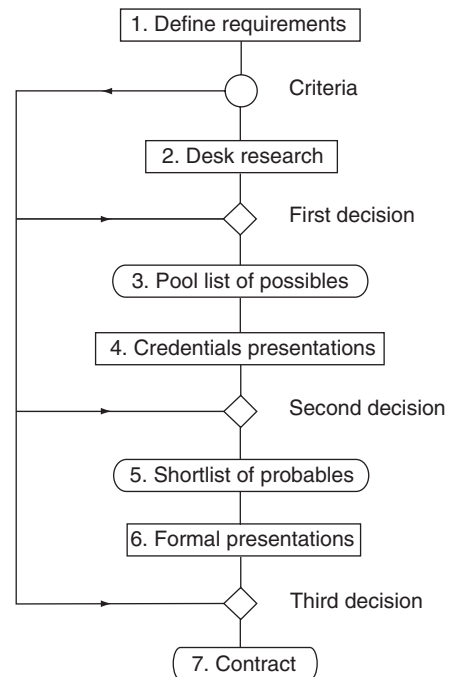 1. Define requirements
Criteria
2. Desk research
First decision
3. Pool list of possibles
4. Credentials presentations
Second decision
5. Shortlist of probables
6. Formal presentations
Third decision
7. Contract